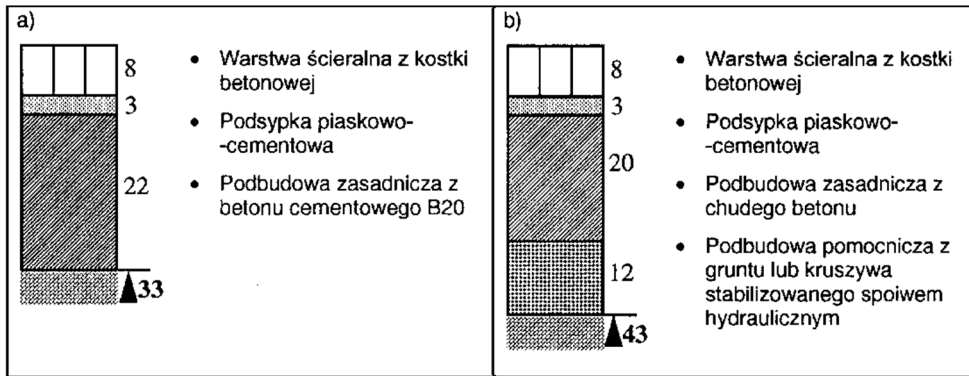 a)
8
3
22
33
• Warstwa ścieralna z kostki
betonowej
• Podsypka piaskowo-
-cementowa
• Podbudowa zasadnicza z
betonu cementowego B20
b)
8
3
20
12
43
• Warstwa ścieralna z kostki
betonowej
• Podsypka piaskowo-
-cementowa
• Podbudowa zasadnicza z
chudego betonu
• Podbudowa pomocnicza z
gruntu lub kruszywa
stabilizowanego spoiwem
hydraulicznym